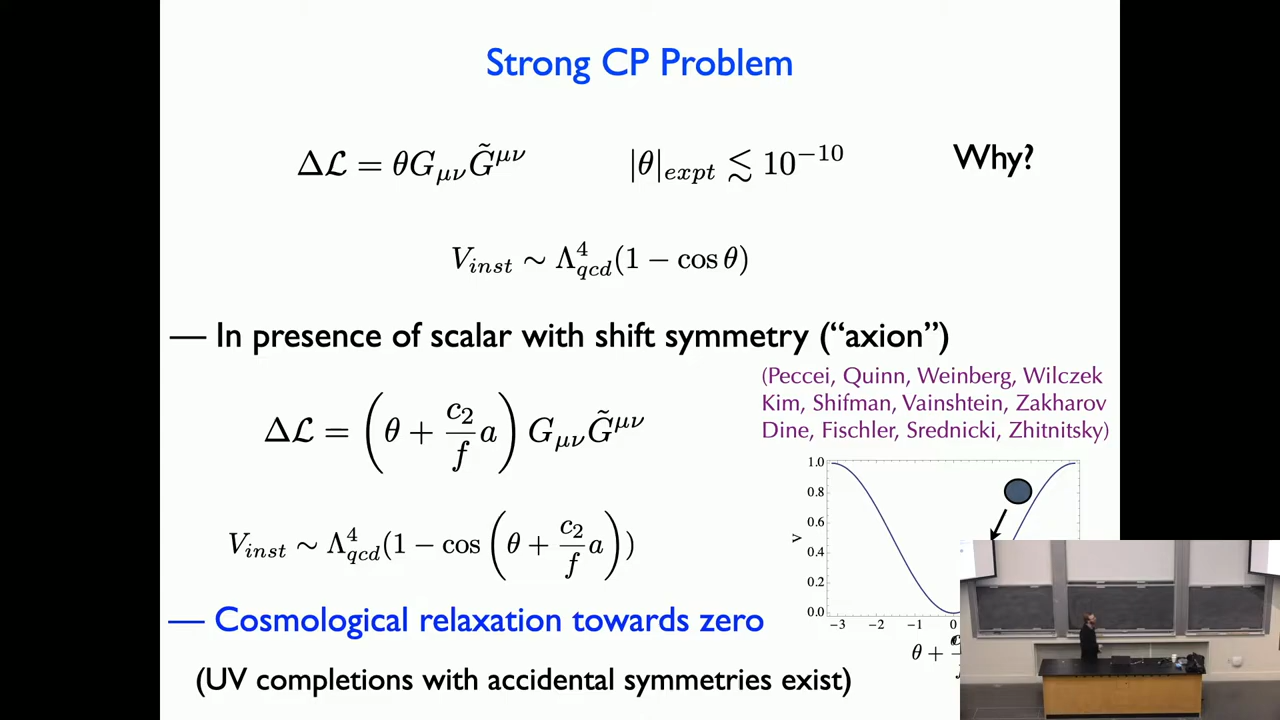 Strong CP Problem
Δℒ = θG_{μν}G̃^{μν}    |θ|_{expt} ≲ 10^{−10}    Why?
V_{inst} ∼ Λ^4_{qcd}(1 − cos θ)
— In presence of scalar with shift symmetry (“axion”)
(Peccei, Quinn, Weinberg, Wilczek
Kim, Shifman, Vainshtein, Zakharov
Dine, Fischler, Srednicki, Zhitnitsky)
Δℒ = (θ + \frac{c_2}{f} a) G_{μν}G̃^{μν}
V_{inst} ∼ Λ^4_{qcd}(1 − cos (θ + \frac{c_2}{f} a))
1.0
0.8
0.6
0.4
0.2
0.0
V
−3 −2 −1 0
θ +
— Cosmological relaxation towards zero
(UV completions with accidental symmetries exist)